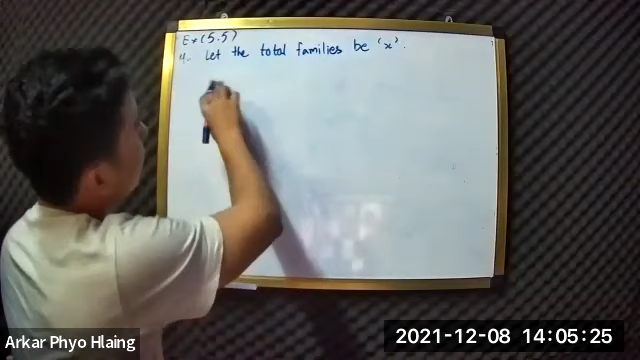 Ex (5.5)
4. Let the total families be 'x'.
Arkar Phyo Hlaing
2021-12-08 14:05:25